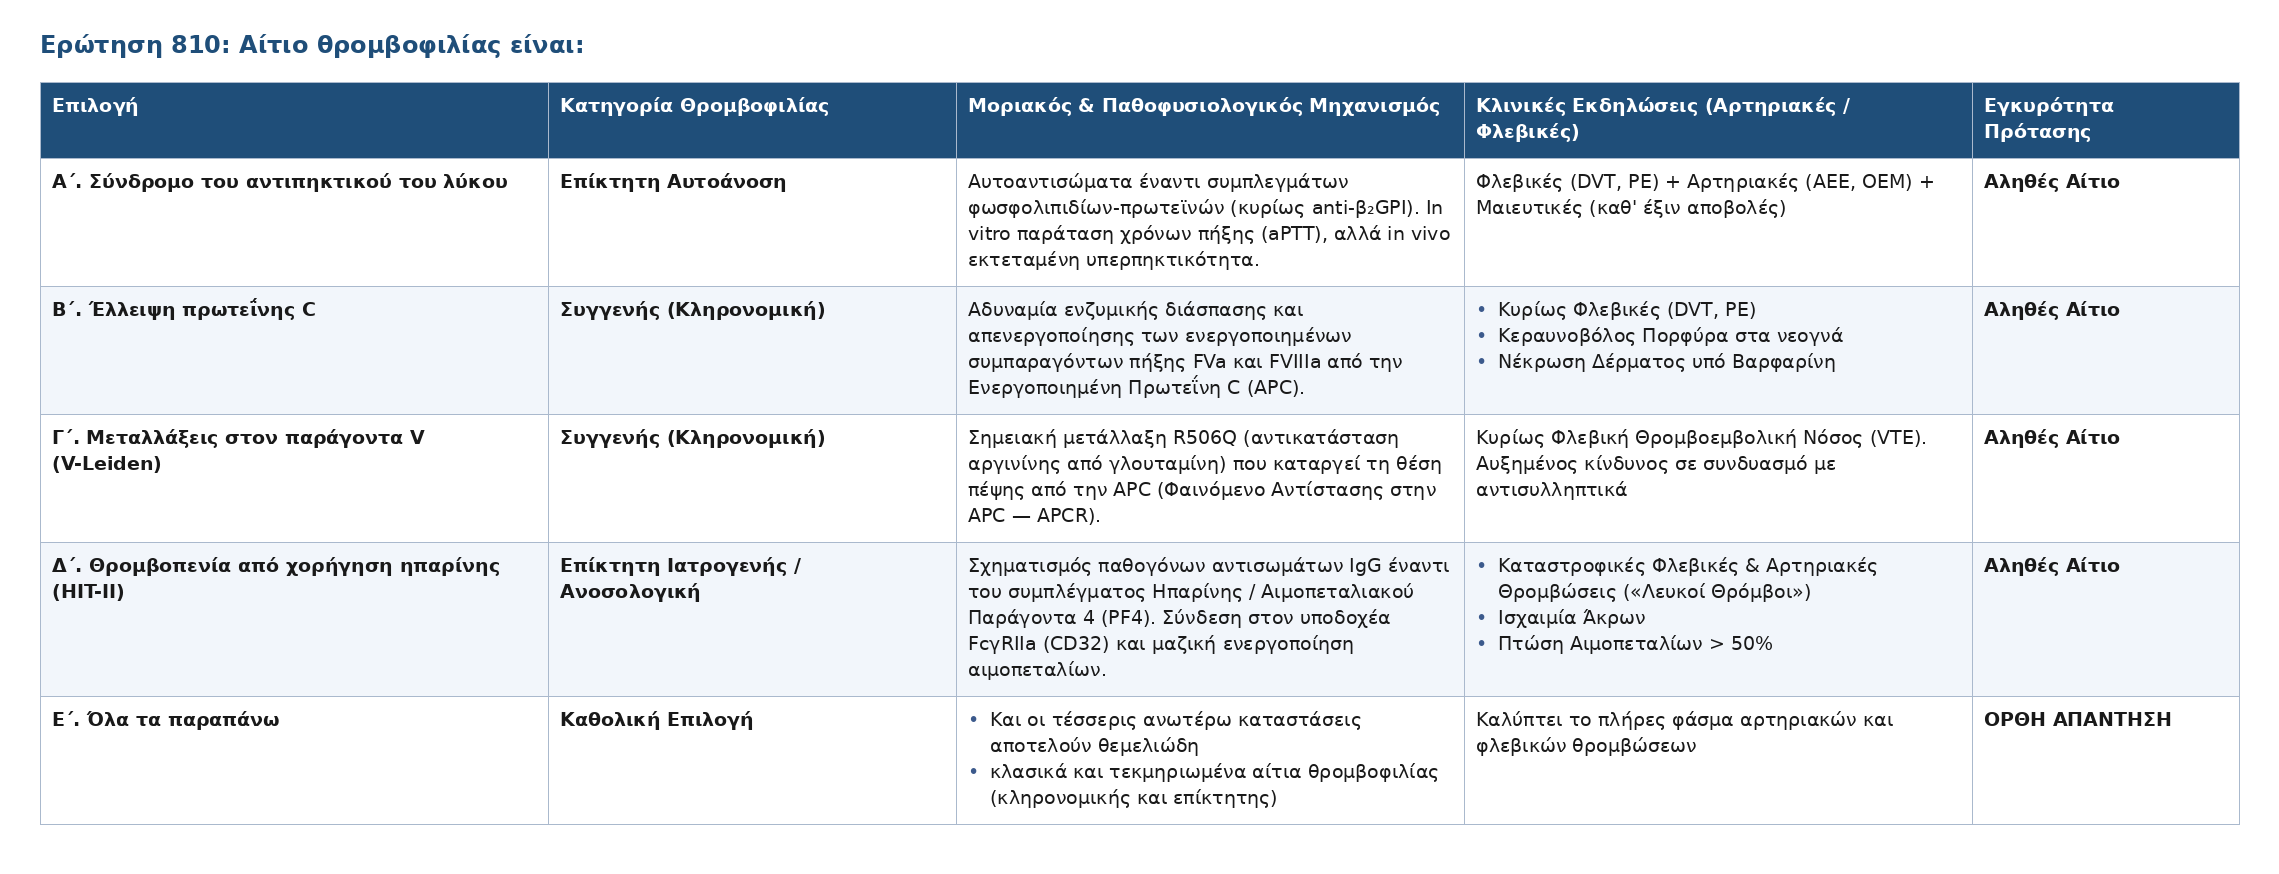 Ερώτηση 810: Αίτιο θρομβοφιλίας είναι:
Επιλογή
Κατηγορία Θρομβοφιλίας
Μοριακός & Παθοφυσιολογικός Μηχανισμός
Κλινικές Εκδηλώσεις (Αρτηριακές /
Φλεβικές)
Εγκυρότητα
Πρότασης
Α΄. Σύνδρομο του αντιπηκτικού του λύκου
Επίκτητη Αυτοάνοση
Αυτοαντισώματα έναντι συμπλεγμάτων
φωσφολιπιδίων-πρωτεϊνών (κυρίως anti-β₂GPI). In
vitro παράταση χρόνων πήξης (aPTT), αλλά in vivo
εκτεταμένη υπερπηκτικότητα.
Φλεβικές (DVT, PE) + Αρτηριακές (ΑΕΕ, ΟΕΜ) +
Μαιευτικές (καθ' έξιν αποβολές)
Αληθές Αίτιο
Β΄. Έλλειψη πρωτεΐνης C
Συγγενής (Κληρονομική)
Αδυναμία ενζυμικής διάσπασης και
απενεργοποίησης των ενεργοποιημένων
συμπαραγόντων πήξης FVa και FVIIIa από την
Ενεργοποιημένη Πρωτεΐνη C (APC).
• Κυρίως Φλεβικές (DVT, PE)
• Κεραυνοβόλος Πορφύρα στα νεογνά
• Νέκρωση Δέρματος υπό Βαρφαρίνη
Αληθές Αίτιο
Γ΄. Μεταλλάξεις στον παράγοντα V
(V-Leiden)
Συγγενής (Κληρονομική)
Σημειακή μετάλλαξη R506Q (αντικατάσταση
αργινίνης από γλουταμίνη) που καταργεί τη θέση
πέψης από την APC (Φαινόμενο Αντίστασης στην
APC — APCR).
Κυρίως Φλεβική Θρομβοεμβολική Νόσος (VTE).
Αυξημένος κίνδυνος σε συνδυασμό με
αντισυλληπτικά
Αληθές Αίτιο
Δ΄. Θρομβοπενία από χορήγηση ηπαρίνης
(HIT-II)
Επίκτητη Ιατρογενής /
Ανοσολογική
Σχηματισμός παθογόνων αντισωμάτων IgG έναντι
του συμπλέγματος Ηπαρίνης / Αιμοπεταλιακού
Παράγοντα 4 (PF4). Σύνδεση στον υποδοχέα
FcγRIIa (CD32) και μαζική ενεργοποίηση
αιμοπεταλίων.
• Καταστροφικές Φλεβικές & Αρτηριακές
Θρομβώσεις («Λευκοί Θρόμβοι»)
• Ισχαιμία Άκρων
• Πτώση Αιμοπεταλίων > 50%
Αληθές Αίτιο
Ε΄. Όλα τα παραπάνω
Καθολική Επιλογή
• Και οι τέσσερις ανωτέρω καταστάσεις
αποτελούν θεμελιώδη
• κλασικά και τεκμηριωμένα αίτια θρομβοφιλίας
(κληρονομικής και επίκτητης)
Καλύπτει το πλήρες φάσμα αρτηριακών και
φλεβικών θρομβώσεων
ΟΡΘΗ ΑΠΑΝΤΗΣΗ